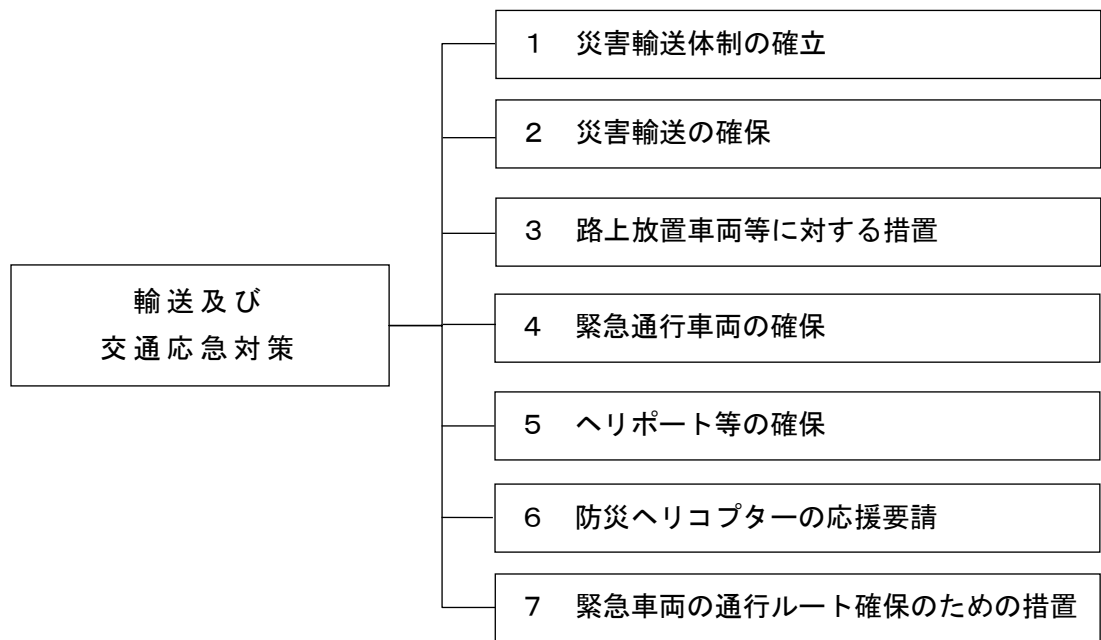 1 災害輸送体制の確立
2 災害輸送の確保
3 路上放置車両等に対する措置
輸送及び
交通応急対策
4 緊急通行車両の確保
5 ヘリポート等の確保
6 防災ヘリコプターの応援要請
7 緊急車両の通行ルート確保のための措置